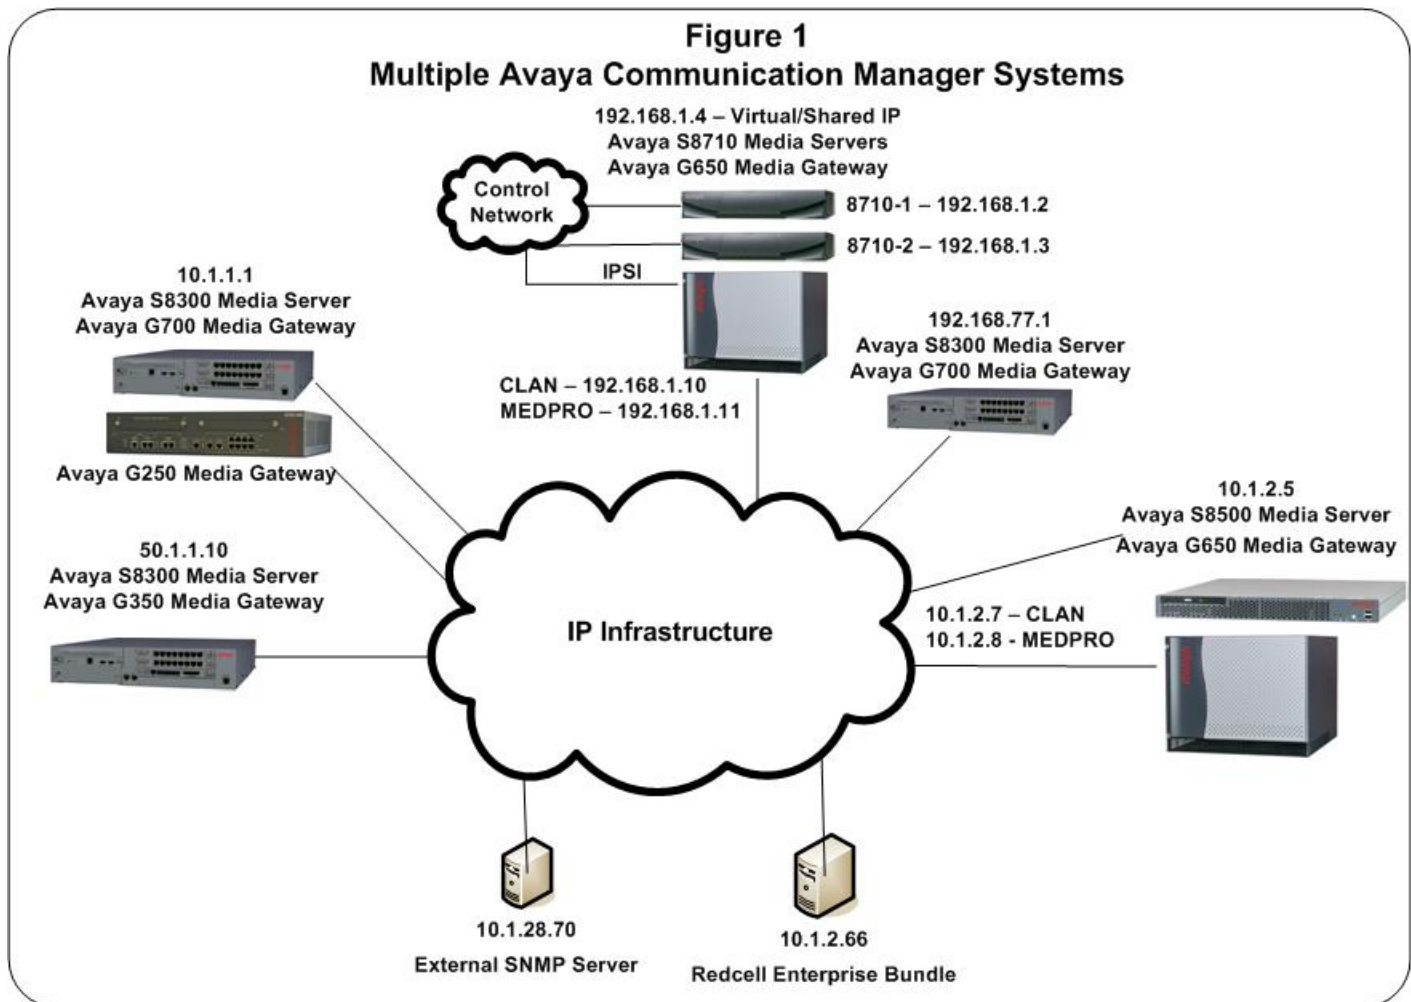 Figure 1
Multiple Avaya Communication Manager Systems
192.168.1.4 – Virtual/Shared IP
Avaya S8710 Media Servers
Avaya G650 Media Gateway
Control
Network
8710-1 – 192.168.1.2
8710-2 – 192.168.1.3
IPSI
10.1.1.1
Avaya S8300 Media Server
Avaya G700 Media Gateway
192.168.77.1
Avaya S8300 Media Server
Avaya G700 Media Gateway
CLAN – 192.168.1.10
MEDPRO – 192.168.1.11
Avaya G250 Media Gateway
10.1.2.5
Avaya S8500 Media Server
Avaya G650 Media Gateway
50.1.1.10
Avaya S8300 Media Server
Avaya G350 Media Gateway
IP Infrastructure
10.1.2.7 – CLAN
10.1.2.8 - MEDPRO
10.1.28.70
External SNMP Server
10.1.2.66
Redcell Enterprise Bundle